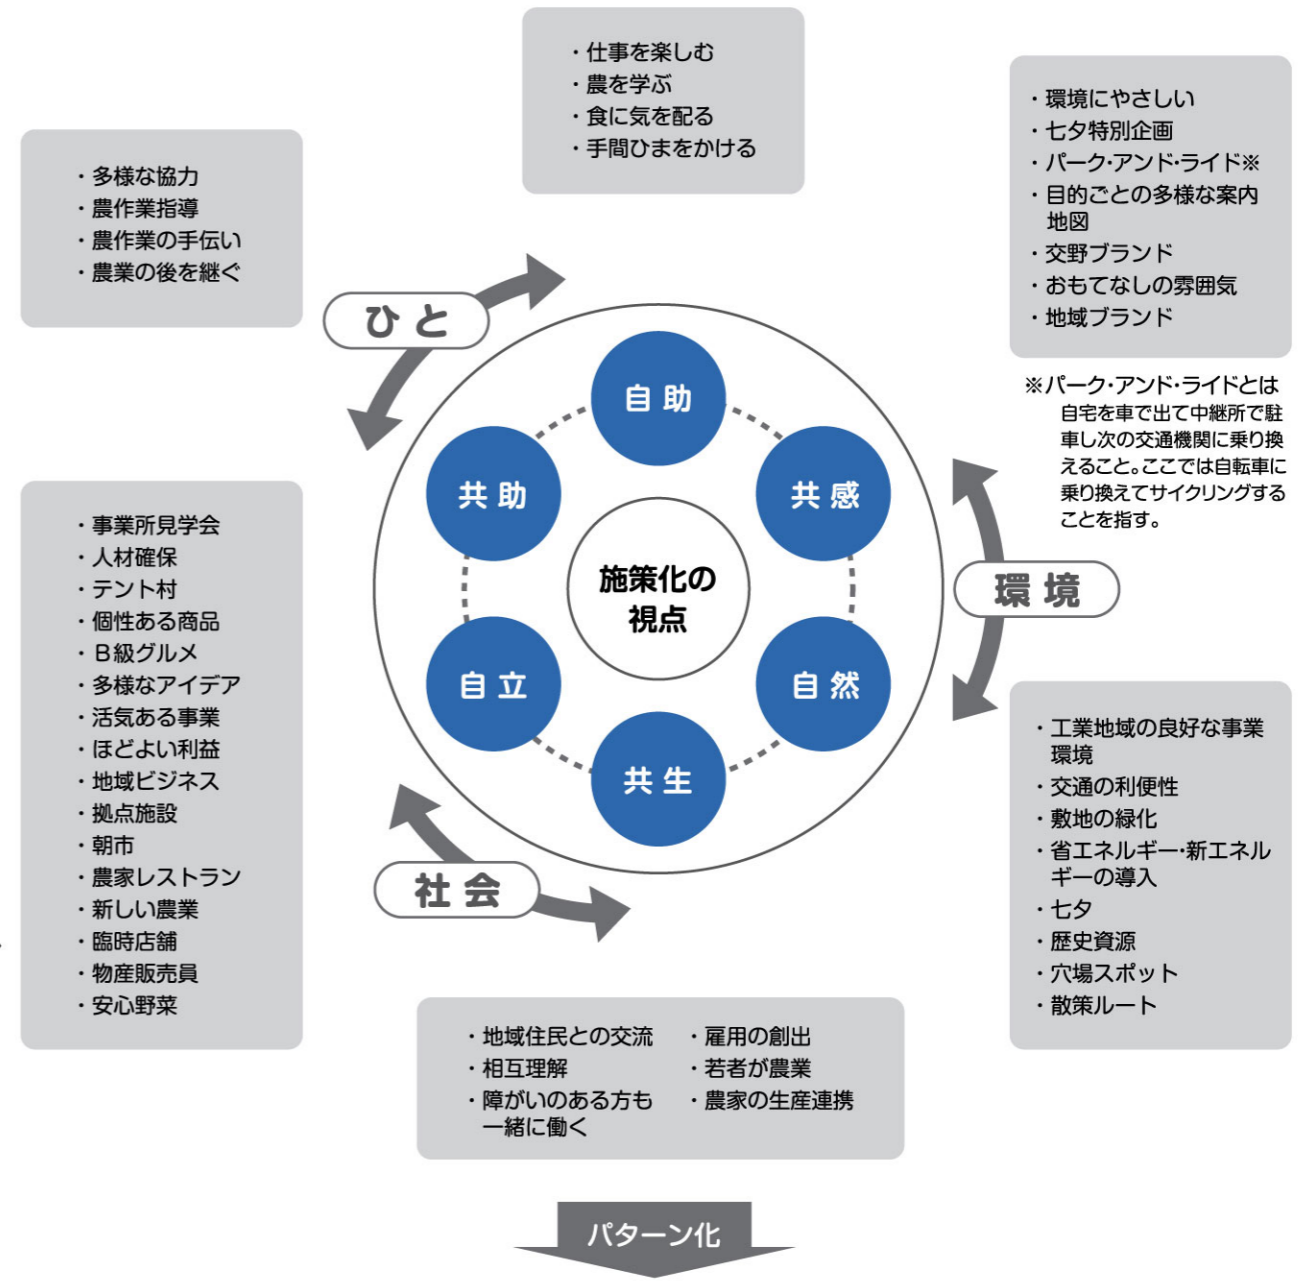 ・仕事を楽しむ
・農を学ぶ
・食に気を配る
・手間ひまをかける
・多様な協力
・農作業指導
・農作業の手伝い
・農業の後を継ぐ
・環境にやさしい
・七夕特別企画
・パーク・アンド・ライド※
・目的ごとの多様な案内
地図
・交野ブランド
・おもてなしの雰囲気
・地域ブランド
※パーク・アンド・ライドとは
自宅を車で出て中継所で駐
車し次の交通機関に乗り換
えること。ここでは自転車に
乗り換えてサイクリングする
ことを指す。
ひと
自助
共助
共感
施策化の
視点
環境
自立
自然
共生
社会
・事業所見学会
・人材確保
・テント村
・個性ある商品
・B級グルメ
・多様なアイデア
・活気ある事業
・ほどよい利益
・地域ビジネス
・拠点施設
・朝市
・農家レストラン
・新しい農業
・臨時店舗
・物産販売員
・安心野菜
・工業地域の良好な事業
環境
・交通の利便性
・敷地の緑化
・省エネルギー・新エネル
ギーの導入
・七夕
・歴史資源
・穴場スポット
・散策ルート
・地域住民との交流
・相互理解
・障がいのある方も
一緒に働く
・雇用の創出
・若者が農業
・農家の生産連携
パターン化